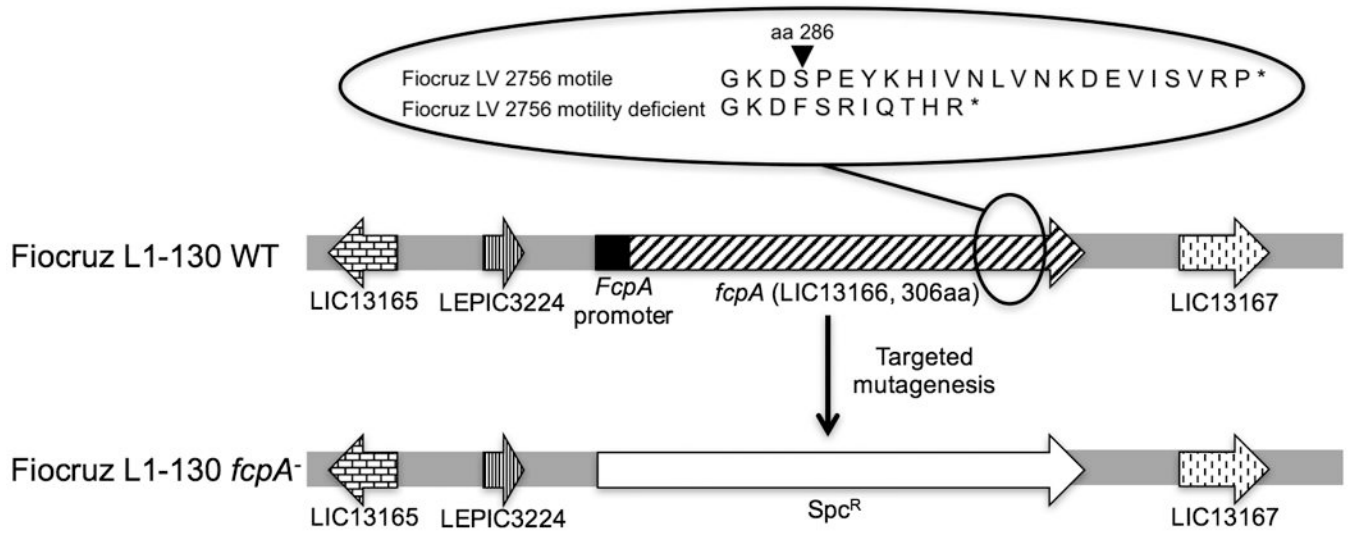 aa 286
Fiocruz LV 2756 motile G K D S P E Y K H I V N L V N K D E V I S V R P *
Fiocruz LV 2756 motility deficient G K D F S R I Q T H R *
Fiocruz L1-130 WT
LIC13165
LEPIC3224
FcpA
promoter
fcpA (LIC13166, 306aa)
LIC13167
Targeted
mutagenesis
Fiocruz L1-130 fcpA-
LIC13165
LEPIC3224
SpcR
LIC13167